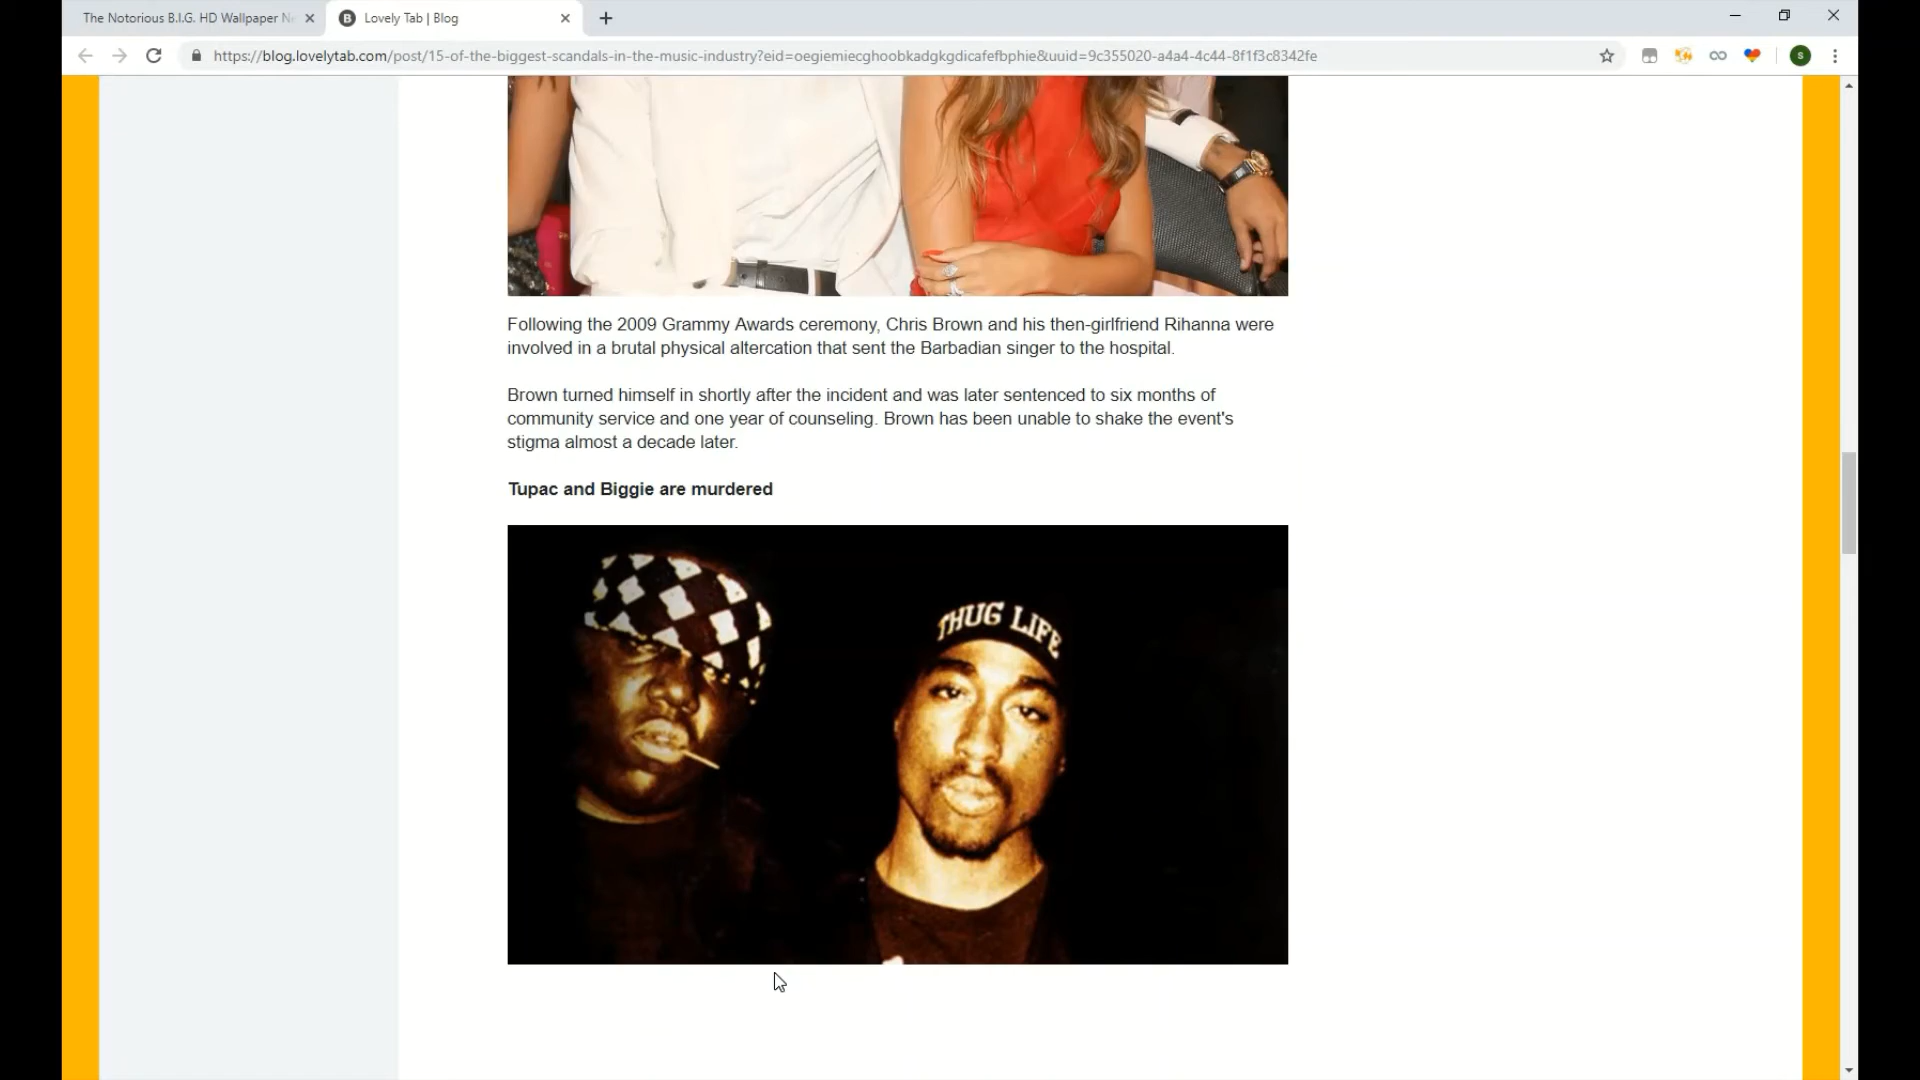 The Notorious B.I.G. HD Wallpaper N
Lovely Tab | Blog
https://blog.lovelytab.com/post/15-of-the-biggest-scandals-in-the-music-industry?eid=oegiemiecghoobkadgkgdicafefbphie&uuid=9c355020-a4a4-4c44-8f1f3c8342fe
Following the 2009 Grammy Awards ceremony, Chris Brown and his then-girlfriend Rihanna were
involved in a brutal physical altercation that sent the Barbadian singer to the hospital.
Brown turned himself in shortly after the incident and was later sentenced to six months of
community service and one year of counseling. Brown has been unable to shake the event's
stigma almost a decade later.
Tupac and Biggie are murdered
THUG LIFE